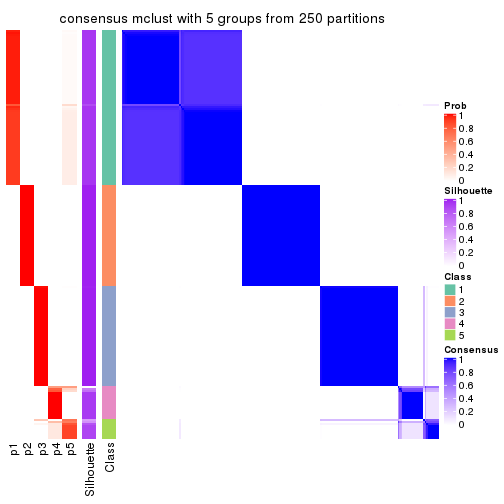 consensus mclust with 5 groups from 250 partitions
Prob
1
0.8
0.6
0.4
0.2
0
Silhouette
1
0.8
0.6
0.4
0.2
0
Class
1
2
3
4
5
Consensus
1
0.8
0.6
0.4
0.2
0
p1
p2
p3
p4
p5
Silhouette
Class